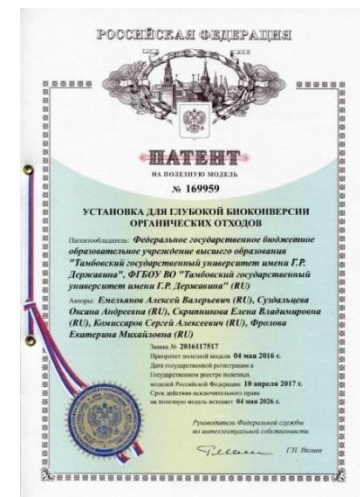 РОССИЙСКАЯ ФЕДЕРАЦИЯ
ПАТЕНТ
НА ПОЛЕЗНУЮ МОДЕЛЬ
№ 169959
УСТАНОВКА ДЛЯ ГЛУБОКОЙ БИОКОНВЕРСИИ
ОРГАНИЧЕСКИХ ОТХОДОВ
Патентообладатель: Федеральное государственное бюджетное
образовательное учреждение высшего образования
"Тамбовский государственный университет имени Г.Р.
Державина", ФГБОУ ВО "Тамбовский государственный
университет имени Г.Р. Державина" (RU)
Авторы: Емельянов Алексей Валерьевич (RU), Суздальцева
Оксана Андреевна (RU), Скрипникова Елена Владимировна
(RU), Комиссаров Сергей Алексеевич (RU), Фролова
Екатерина Михайловна (RU)
Заявка № 2016117517
Приоритет полезной модели 04 мая 2016 г.
Дата государственной регистрации в
Государственном реестре полезных
моделей Российской Федерации 10 апреля 2017 г.
Срок действия исключительного права
на полезную модель истекает 04 мая 2026 г.
Руководитель Федеральной службы
по интеллектуальной собственности
Г.П. Ивлиев